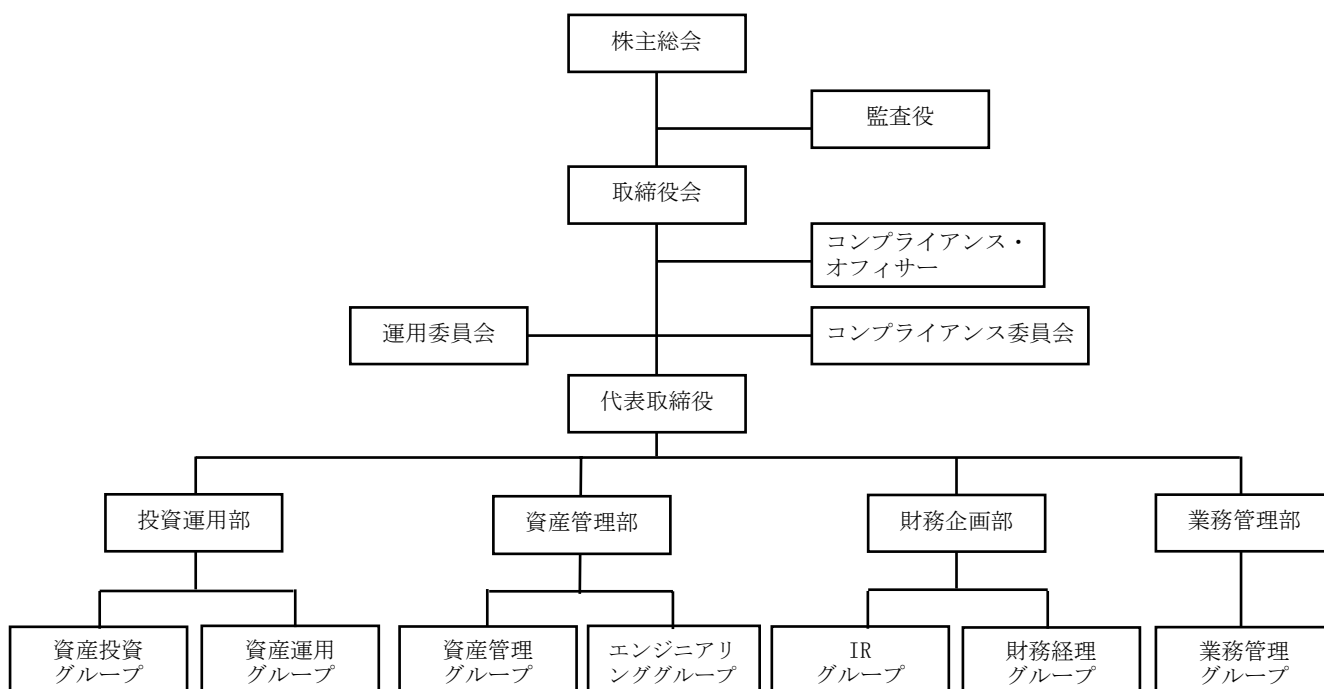 株主総会
監査役
取締役会
コンプライアンス・
オフィサー
運用委員会
コンプライアンス委員会
代表取締役
投資運用部
資産管理部
財務企画部
業務管理部
資産投資
グループ
資産運用
グループ
資産管理
グループ
エンジニアリ
ンググループ
IR
グループ
財務経理
グループ
業務管理
グループ